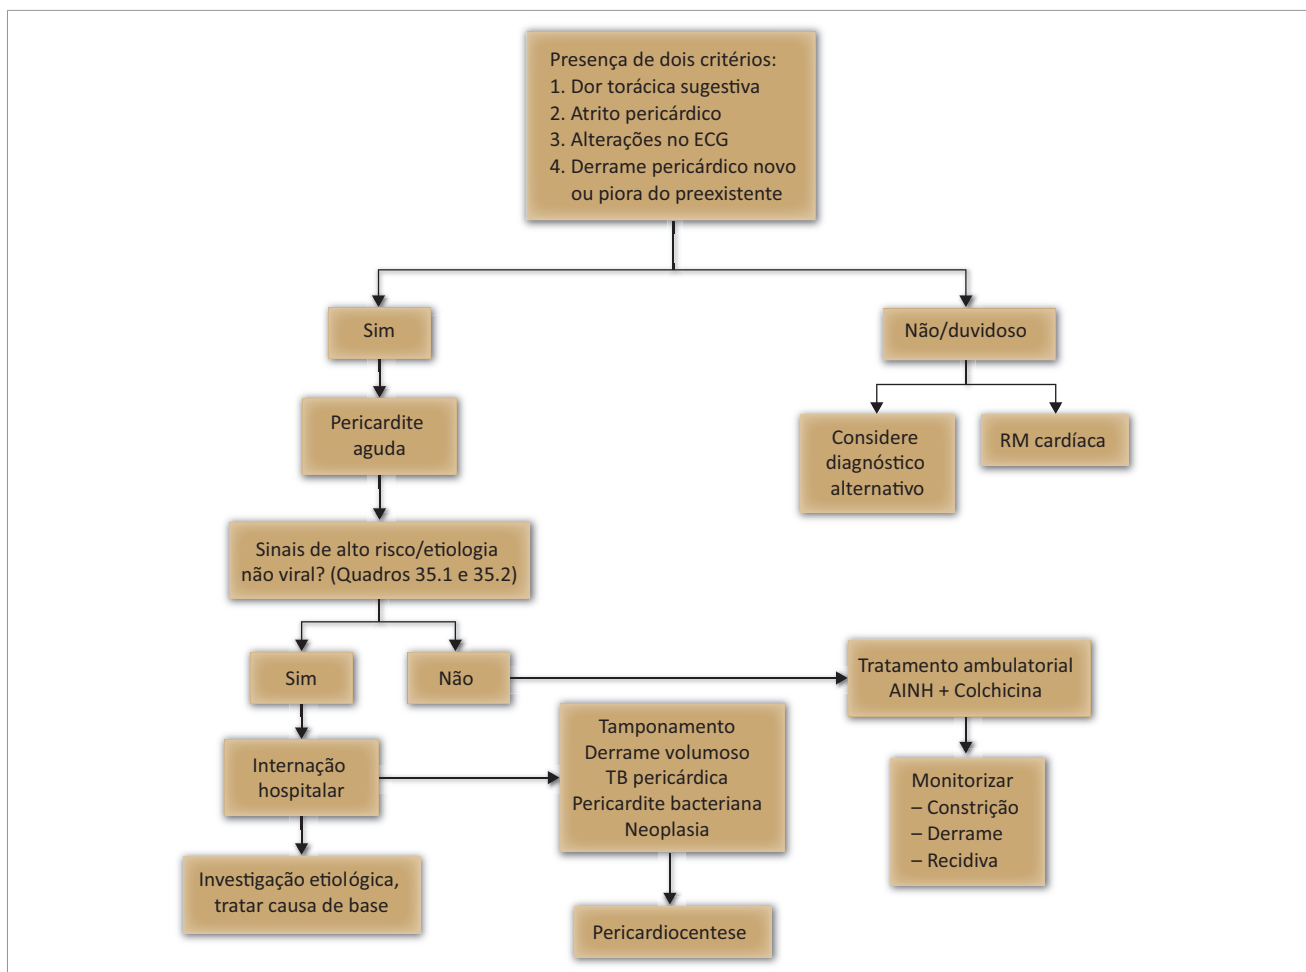 Presença de dois critérios:
1. Dor torácica sugestiva
2. Atrito pericárdico
3. Alterações no ECG
4. Derrame pericárdico novo
ou piora do preexistente
Sim
Não/duvidoso
Pericardite
aguda
Considere
diagnóstico
alternativo
RM cardíaca
Sinais de alto risco/etiologia
não viral? (Quadros 35.1 e 35.2)
Sim
Não
Tratamento ambulatorial
AINH + Colchicina
Internação
hospitalar
Tamponamento
Derrame volumoso
TB pericárdica
Pericardite bacteriana
Neoplasia
Monitorizar
– Constrição
– Derrame
– Recidiva
Investigação etiológica,
tratar causa de base
Pericardiocentese